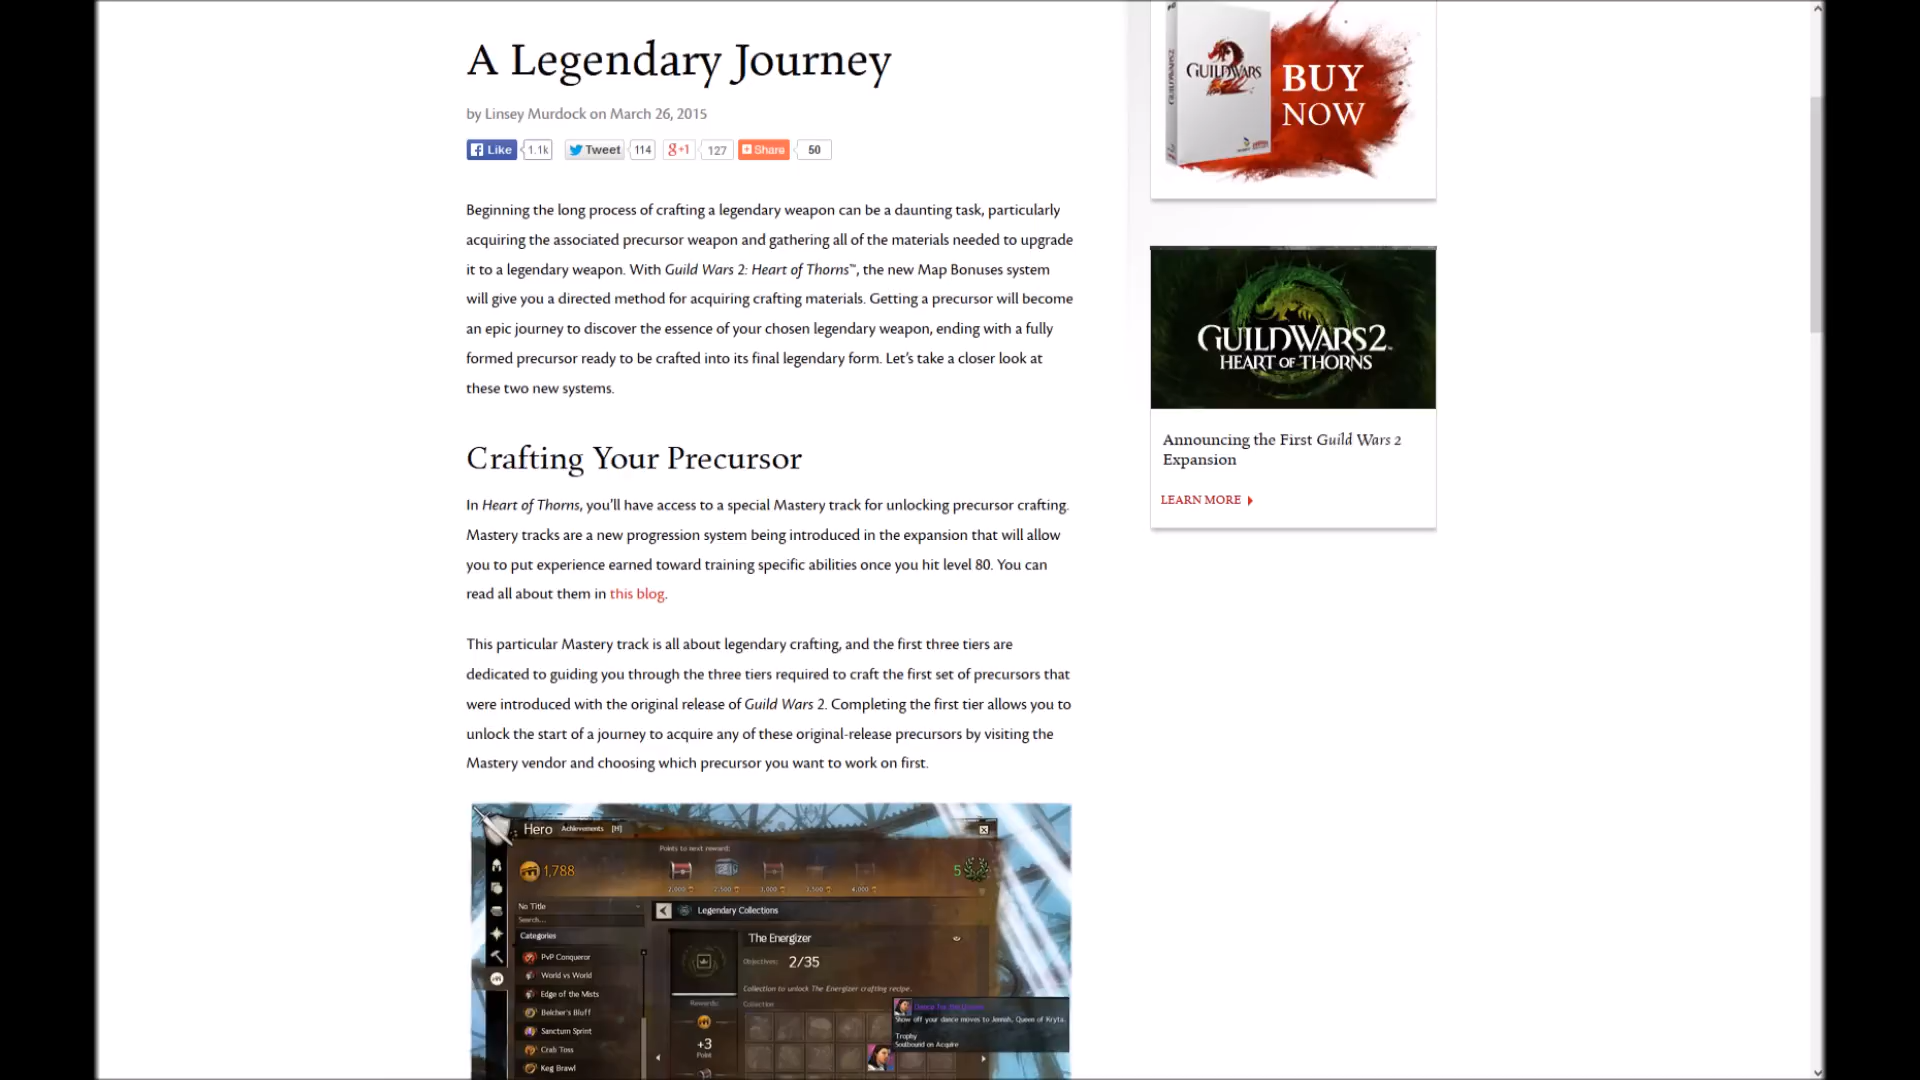 A Legendary Journey
by Linsey Murdock on March 26, 2015
Like 1.1k Tweet 114 g+1 127 Share 50
Beginning the long process of crafting a legendary weapon can be a daunting task, particularly
acquiring the associated precursor weapon and gathering all of the materials needed to upgrade
it to a legendary weapon. With Guild Wars 2: Heart of Thorns™, the new Map Bonuses system
will give you a directed method for acquiring crafting materials. Getting a precursor will become
an epic journey to discover the essence of your chosen legendary weapon, ending with a fully
formed precursor ready to be crafted into its final legendary form. Let's take a closer look at
these two new systems.
Crafting Your Precursor
In Heart of Thorns, you'll have access to a special Mastery track for unlocking precursor crafting.
Mastery tracks are a new progression system being introduced in the expansion that will allow
you to put experience earned toward training specific abilities once you hit level 80. You can
read all about them in this blog.
This particular Mastery track is all about legendary crafting, and the first three tiers are
dedicated to guiding you through the three tiers required to craft the first set of precursors that
were introduced with the original release of Guild Wars 2. Completing the first tier allows you to
unlock the start of a journey to acquire any of these original-release precursors by visiting the
Mastery vendor and choosing which precursor you want to work on first.
Hero Achievements [H]
Points to next reward:
1,788
5
2,000 2,500 3,000 3,500 4,000
No Title
Search...
Categories
PvP Conqueror
World vs World
Edge of the Mists
Belcher's Bluff
Sanctum Sprint
Crab Toss
Keg Brawl
Legendary Collections
The Energizer
Objectives: 2/35
Collection to unlock The Energizer crafting recipe.
Rewards:
Collection
+3
Point
Show off your dance moves to Jennah, Queen of Kryta.
Trophy
Soulbound on Acquire
GUILDWARS 2
GUILDWARS2
BUY
NOW
GUILDWARS2™
HEART OF THORNS
Announcing the First Guild Wars 2
Expansion
LEARN MORE